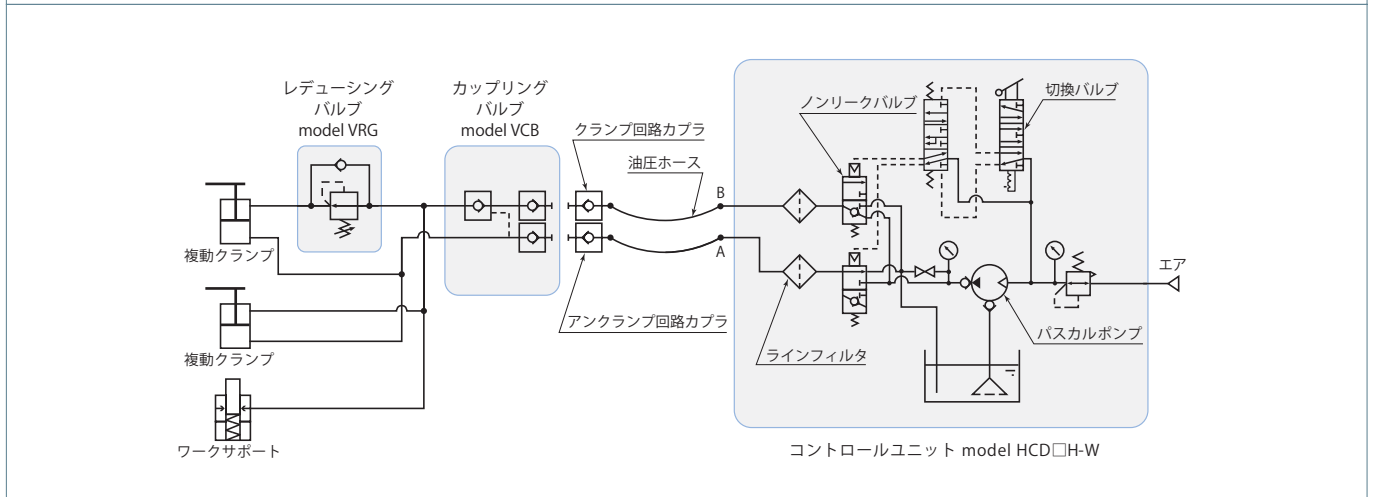 レデューシング
バルブ
model VRG
カップリング
バルブ
model VCB
クランプ回路カプラ
油圧ホース
ノンリークバルブ
切換バルブ
B
A
複動クランプ
複動クランプ
ワークサポート
アンクランプ回路カプラ
ラインフィルタ
エア
パスカルポンプ
コントロールユニット model HCD□H-W